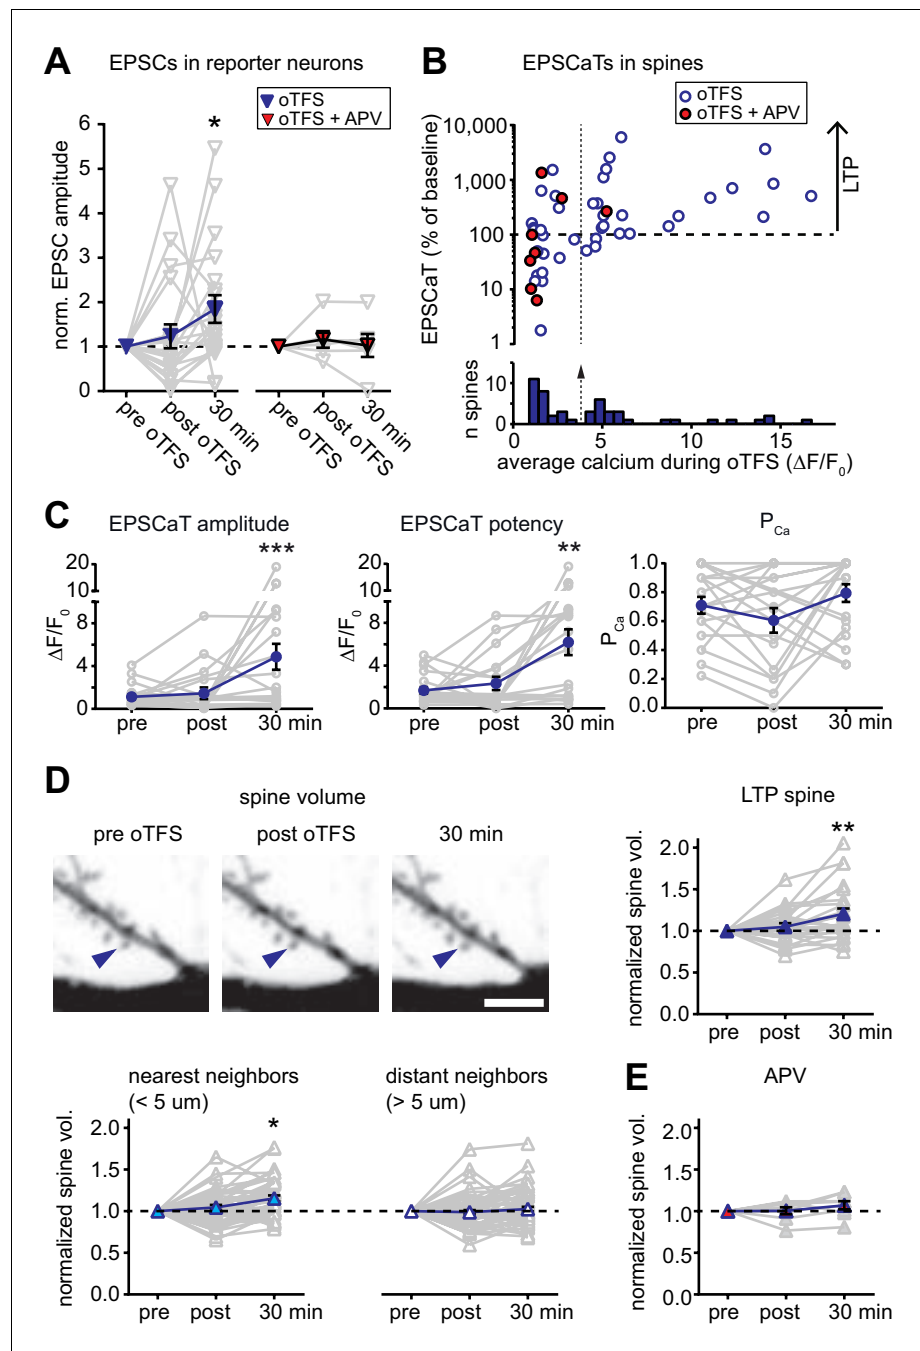 A
EPSCs in reporter neurons
oTFS
oTFS + APV
norm. EPSC amplitude
6
5
4
3
2
1
0
*
pre oTFS
post oTFS
30 min
pre oTFS
post oTFS
30 min
B
EPSCaTs in spines
oTFS
oTFS + APV
EPSCaT (% of baseline)
10,000
1,000
100
10
1
LTP
n spines
10
0
0 5 10 15
average calcium during oTFS (ΔF/F₀)
C
EPSCaT amplitude
***
ΔF/F₀
20
10
8
4
0
pre post 30 min
EPSCaT potency
**
ΔF/F₀
20
10
8
4
0
pre post 30 min
P_Ca
P_Ca
1.0
0.8
0.6
0.4
0.2
0.0
pre post 30 min
D
spine volume
pre oTFS post oTFS 30 min
LTP spine
**
normalized spine vol.
2.0
1.5
1.0
0.5
0.0
pre post 30 min
nearest neighbors
(< 5 um)
*
normalized spine vol.
2.0
1.5
1.0
0.5
0.0
pre post 30 min
distant neighbors
(> 5 um)
pre post 30 min
E
APV
normalized spine vol.
2.0
1.5
1.0
0.5
0.0
pre post 30 min